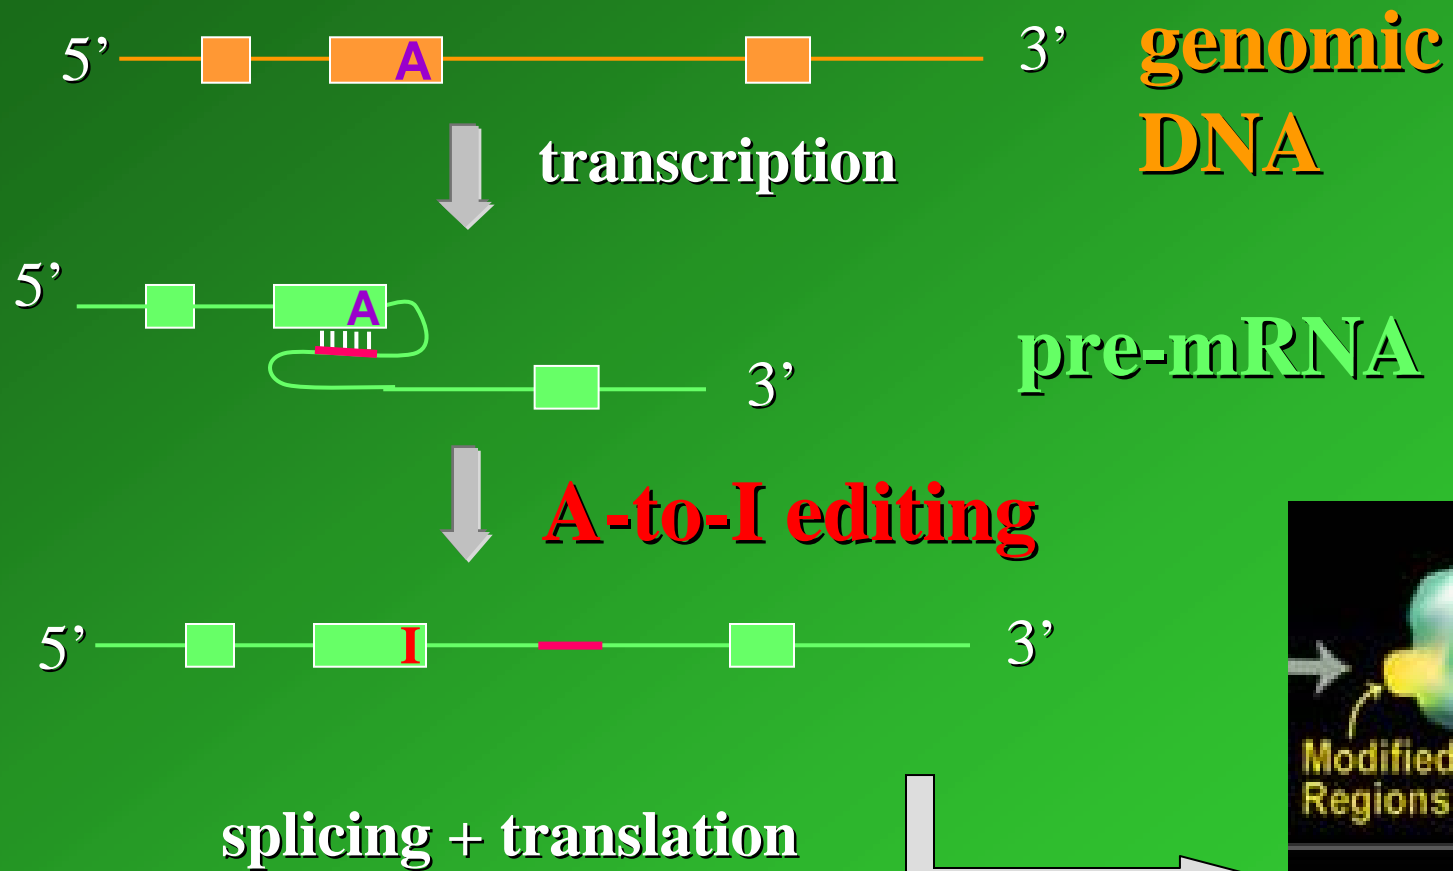 5’
A
3’
genomic
DNA
transcription
5’
A
3’
pre-mRNA
A-to-I editing
5’
I
3’
Modified
Regions
splicing + translation